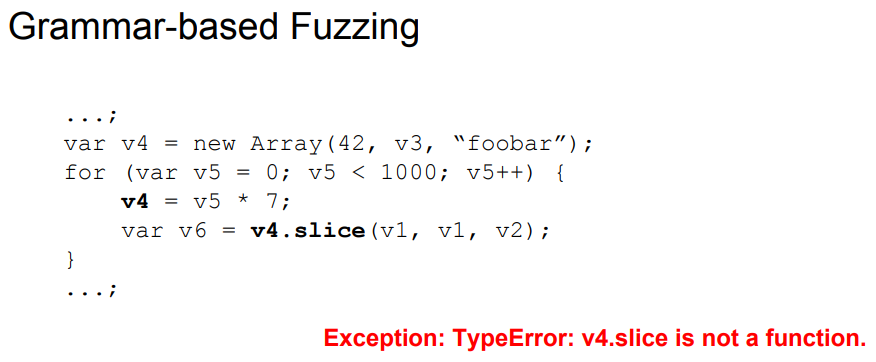 Grammar-based Fuzzing
...;
var v4 = new Array(42, v3, “foobar”);
for (var v5 = 0; v5 < 1000; v5++) {
    v4 = v5 * 7;
    var v6 = v4.slice(v1, v1, v2);
}
...;
Exception: TypeError: v4.slice is not a function.